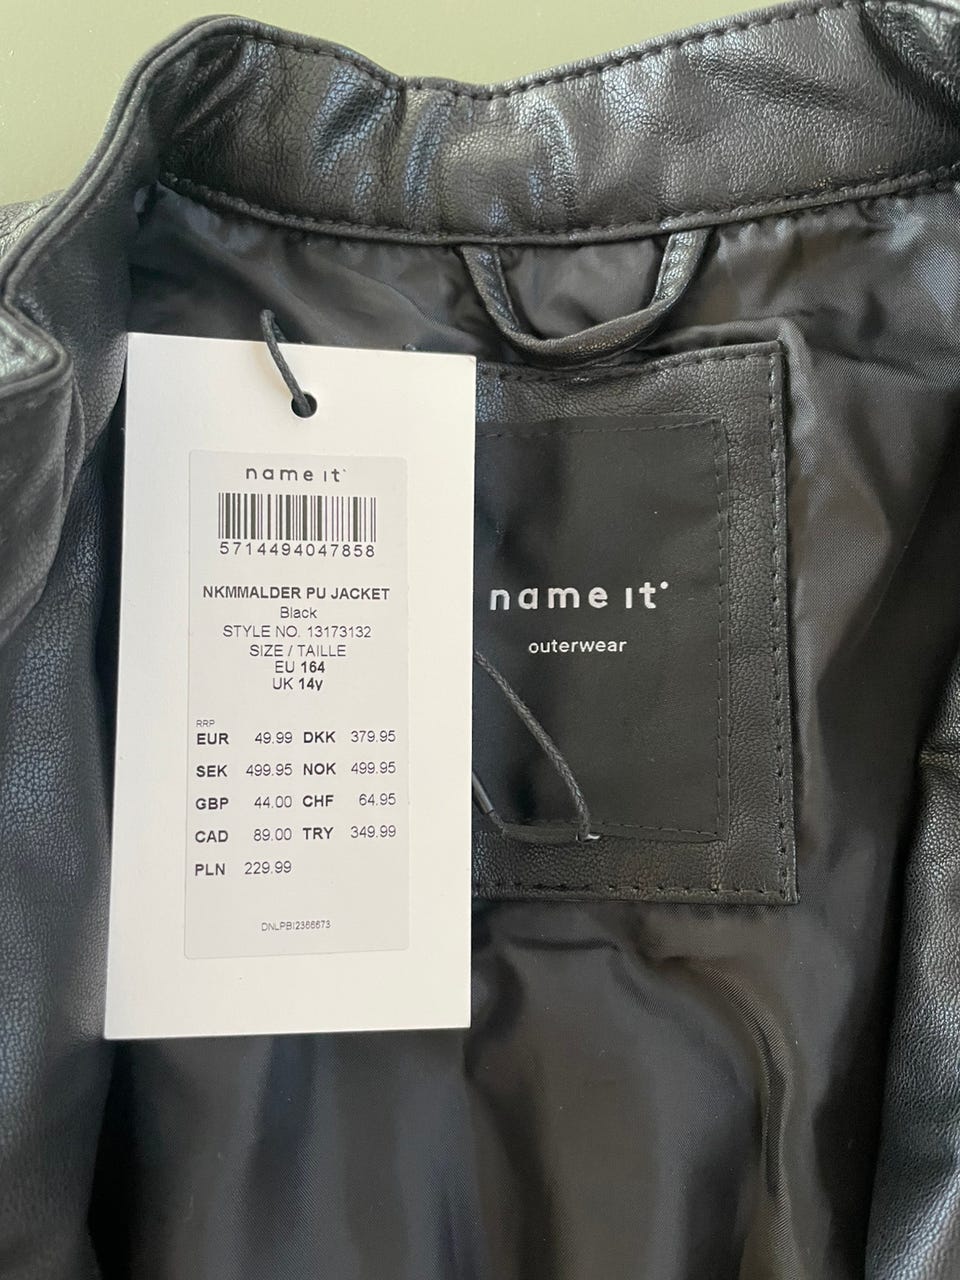 name it
5714494047858
NKMMALDER PU JACKET
Black
STYLE NO. 13173132
SIZE / TAILLE
EU 164
UK 14y
RRP
EUR 49.99 DKK 379.95
SEK 499.95 NOK 499.95
GBP 44.00 CHF 64.95
CAD 89.00 TRY 349.99
PLN 229.99
DNLPBI2366673
name it
outerwear